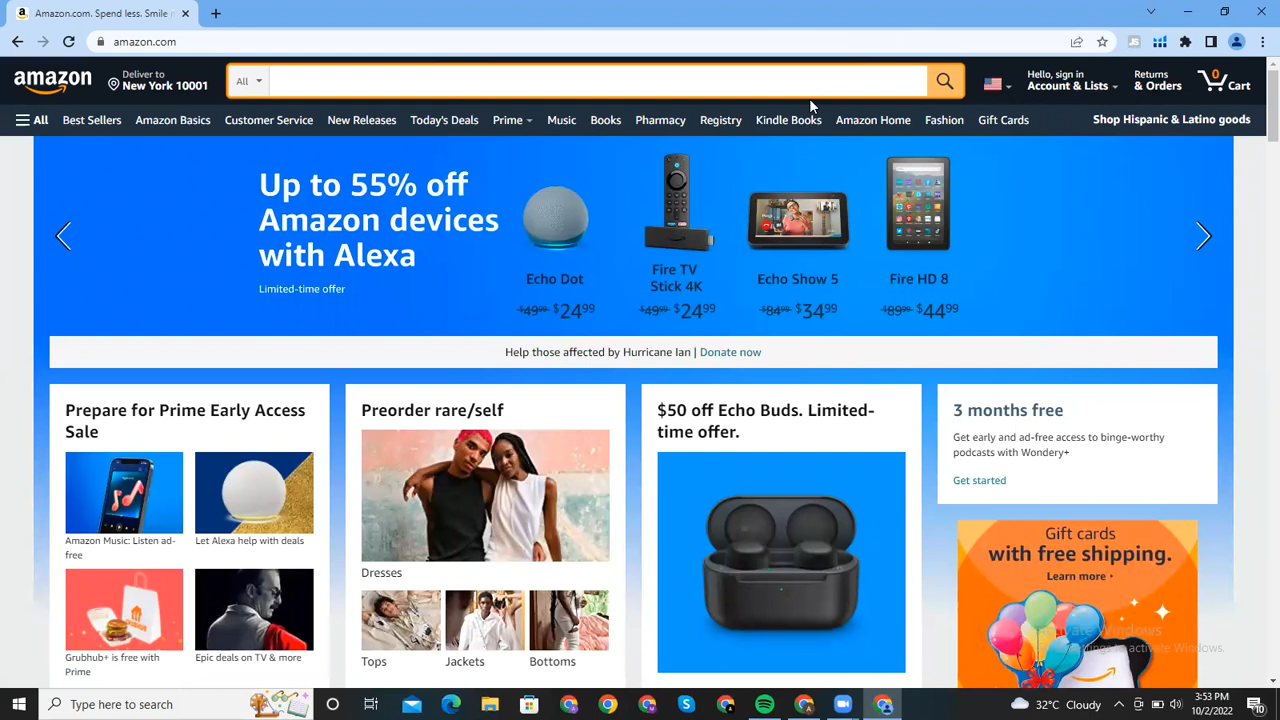 Amazon.com. Spend less. Smile
amazon.com
amazon
Deliver to
New York 10001
All
Hello, sign in
Account & Lists
Returns
& Orders
0
Cart
All
Best Sellers
Amazon Basics
Customer Service
New Releases
Today's Deals
Prime
Music
Books
Pharmacy
Registry
Kindle Books
Amazon Home
Fashion
Gift Cards
Shop Hispanic & Latino goods
Up to 55% off
Amazon devices
with Alexa
Limited-time offer
Echo Dot
$49.99 $24.99
Fire TV
Stick 4K
$49.99 $24.99
Echo Show 5
$84.99 $34.99
Fire HD 8
$89.99 $44.99
Help those affected by Hurricane Ian | Donate now
Prepare for Prime Early Access
Sale
Amazon Music: Listen ad-
free
Let Alexa help with deals
Grubhub+ is free with
Prime
Epic deals on TV & more
Preorder rare/self
Dresses
Tops
Jackets
Bottoms
$50 off Echo Buds. Limited-
time offer.
3 months free
Get early and ad-free access to binge-worthy
podcasts with Wondery+
Get started
Gift cards
with free shipping.
Learn more
Activate Windows
to activate Windows.
Type here to search
32°C Cloudy
3:53 PM
10/2/2022